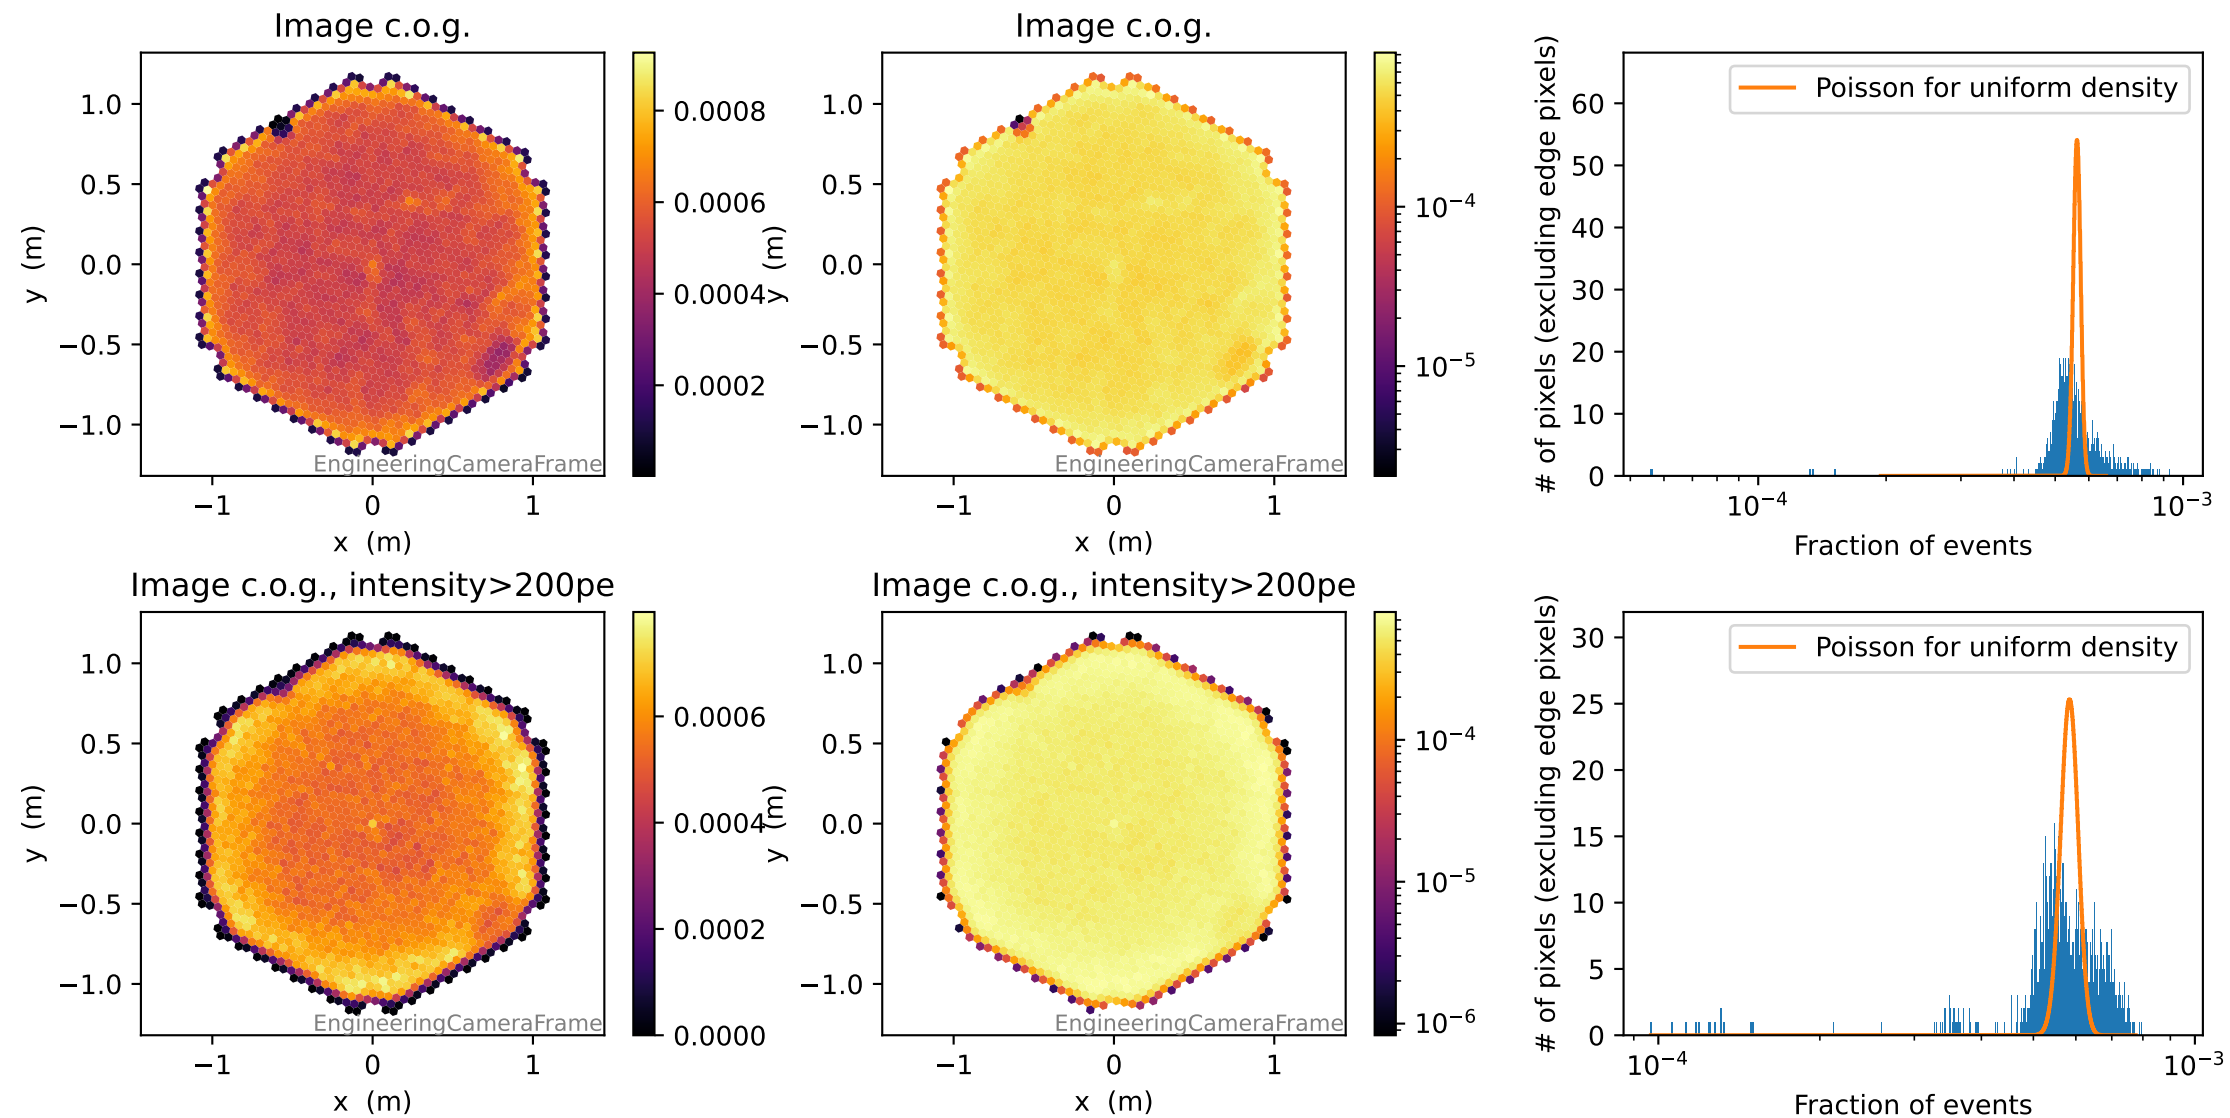 Image c.o.g.
1.0
0.5
0.0
−0.5
−1.0
y (m)
−1
0
1
x (m)
EngineeringCameraFrame
0.0008
0.0006
0.0004
0.0002
Image c.o.g.
1.0
0.5
0.0
−0.5
−1.0
y (m)
−1
0
1
x (m)
EngineeringCameraFrame
10⁻⁴
10⁻⁵
# of pixels (excluding edge pixels)
60
50
40
30
20
10
0
Poisson for uniform density
10⁻⁴
10⁻³
Fraction of events
Image c.o.g., intensity>200pe
1.0
0.5
0.0
−0.5
−1.0
y (m)
−1
0
1
x (m)
EngineeringCameraFrame
0.0006
0.0004
0.0002
0.0000
Image c.o.g., intensity>200pe
1.0
0.5
0.0
−0.5
−1.0
y (m)
−1
0
1
x (m)
EngineeringCameraFrame
10⁻⁴
10⁻⁵
10⁻⁶
# of pixels (excluding edge pixels)
30
25
20
15
10
5
0
Poisson for uniform density
10⁻⁴
10⁻³
Fraction of events